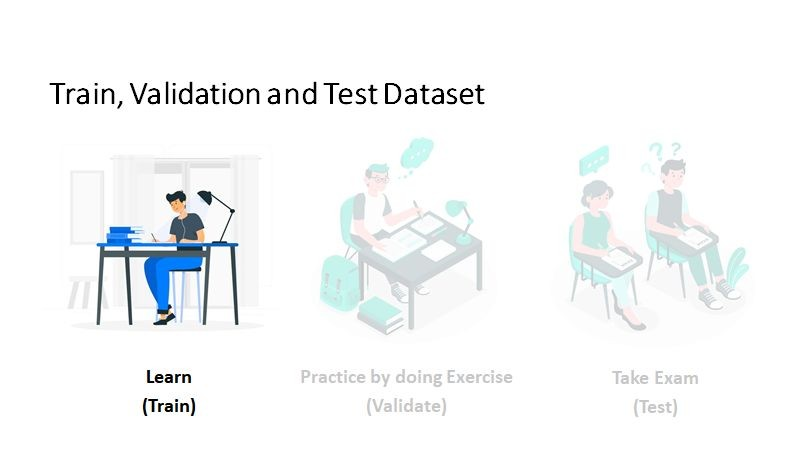 Train, Validation and Test Dataset
Learn
(Train)
Practice by doing Exercise
(Validate)
Take Exam
(Test)